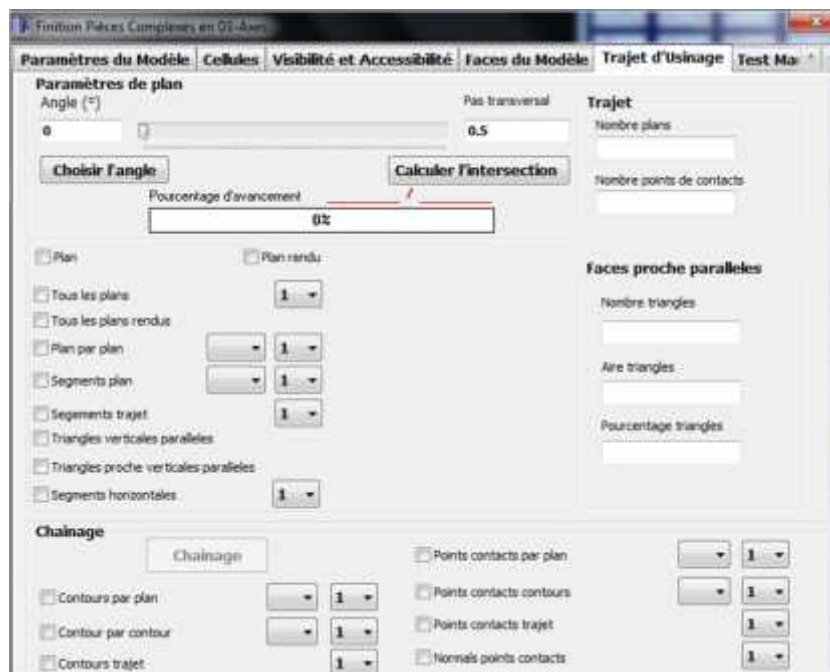 Finition Pièces Complexes en 03-Axes
Paramètres du Modèle Cellules Visibilité et Accessibilité Faces du Modèle Trajet d'Usinage Test Mac
Paramètres de plan
Angle (°)
Pas transversal
0
0.5
Choisir l'angle
Calculer l'intersection
Pourcentage d'avancement
0%
Trajet
Nombre plans
Nombre points de contacts
Plan
Plan rendu
Tous les plans 1
Tous les plans rendus
Plan par plan 1
Segments plan 1
Segements trajet 1
Triangles verticales paralleles
Triangles proche verticales paralleles
Segments horizontales 1
Faces proche paralleles
Nombre triangles
Aire triangles
Pourcentage triangles
Chainage
Chainage
Contours par plan 1
Contour par contour 1
Contours trajet 1
Points contacts par plan 1
Points contacts contours 1
Points contacts trajet 1
Normals points contacts 1